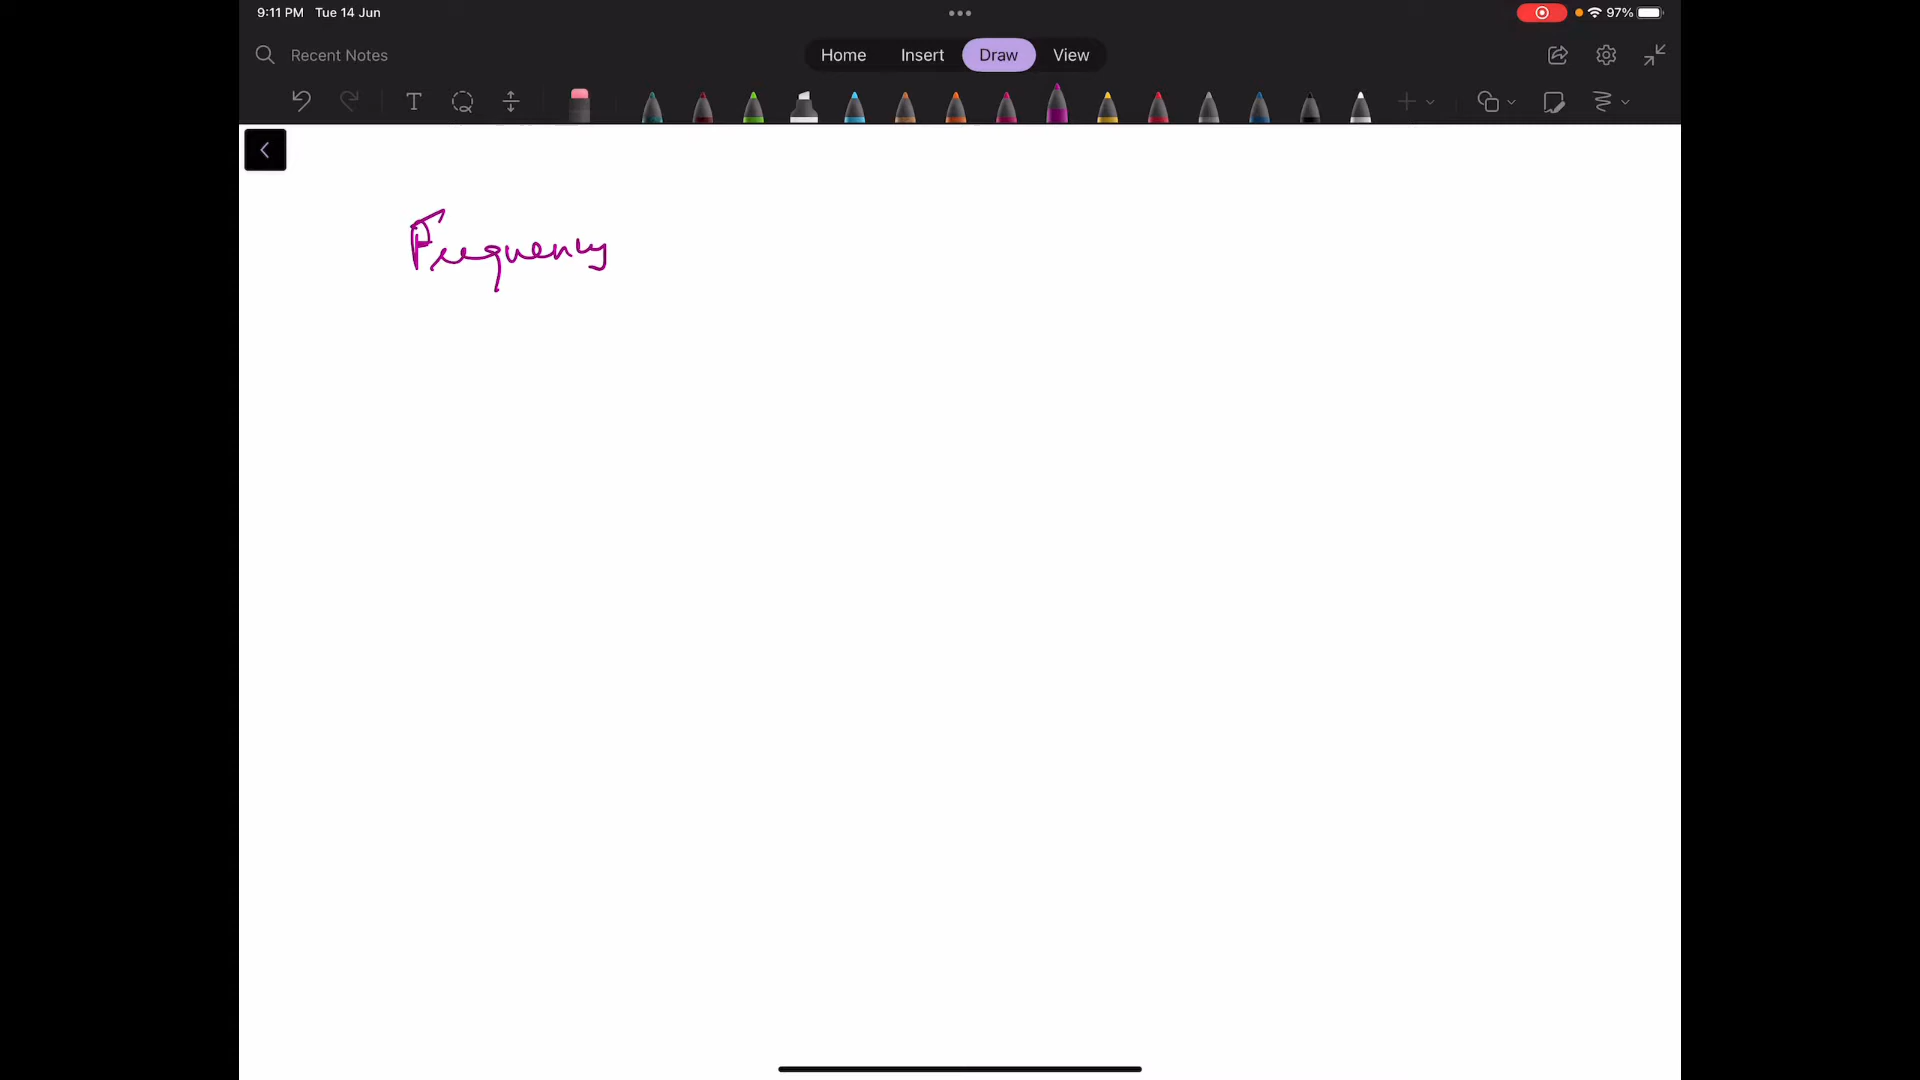 9:11 PM Tue 14 Jun 97%
Recent Notes Home Insert Draw View
T
Frequency